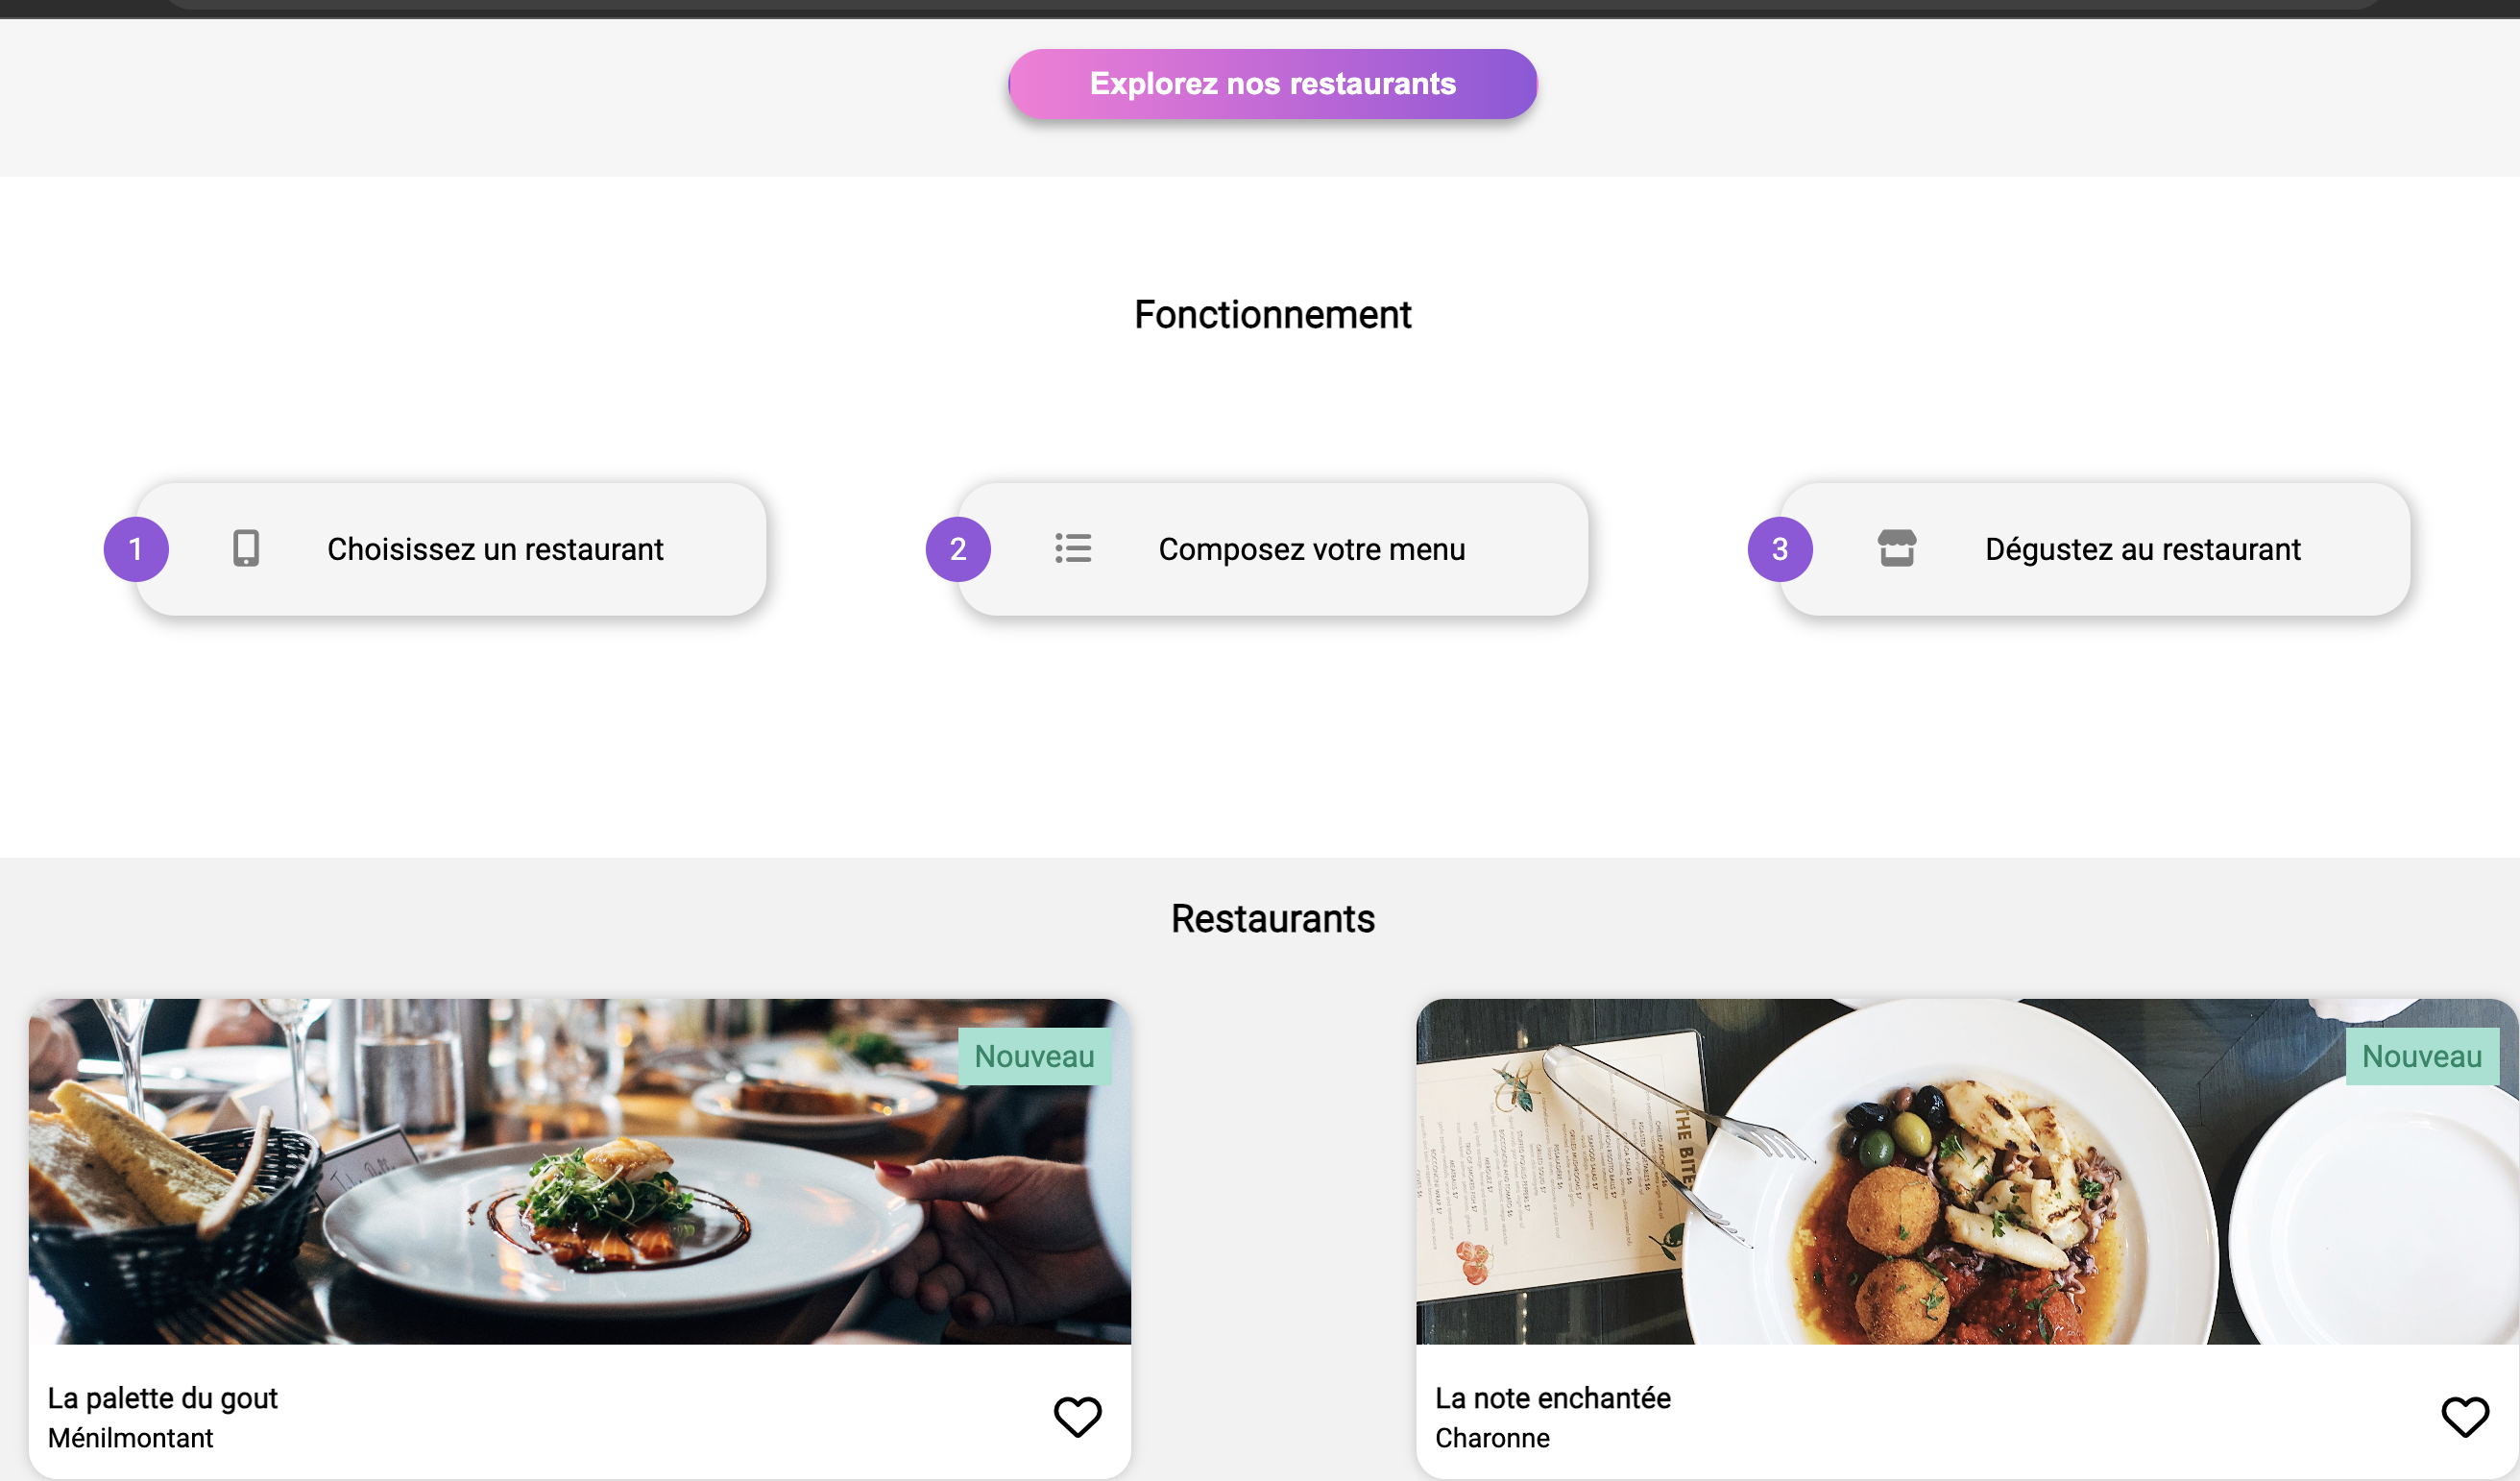 Explorez nos restaurants
Fonctionnement
1
Choisissez un restaurant
2
Composez votre menu
3
Dégustez au restaurant
Restaurants
Nouveau
Nouveau
THE BITE
La palette du gout
Ménilmontant
La note enchantée
Charonne